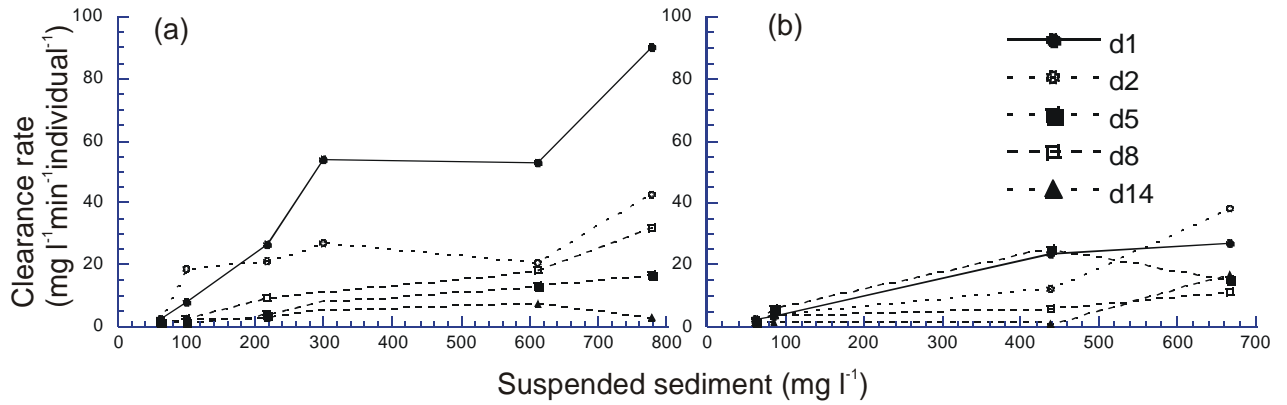 (a)
(b)
100
80
60
40
20
0
0 100 200 300 400 500 600 700 800
100
80
60
40
20
0
0 100 200 300 400 500 600 700
d1
d2
d5
d8
d14
Clearance rate
(mg l⁻¹min⁻¹individual⁻¹)
Suspended sediment (mg l⁻¹)